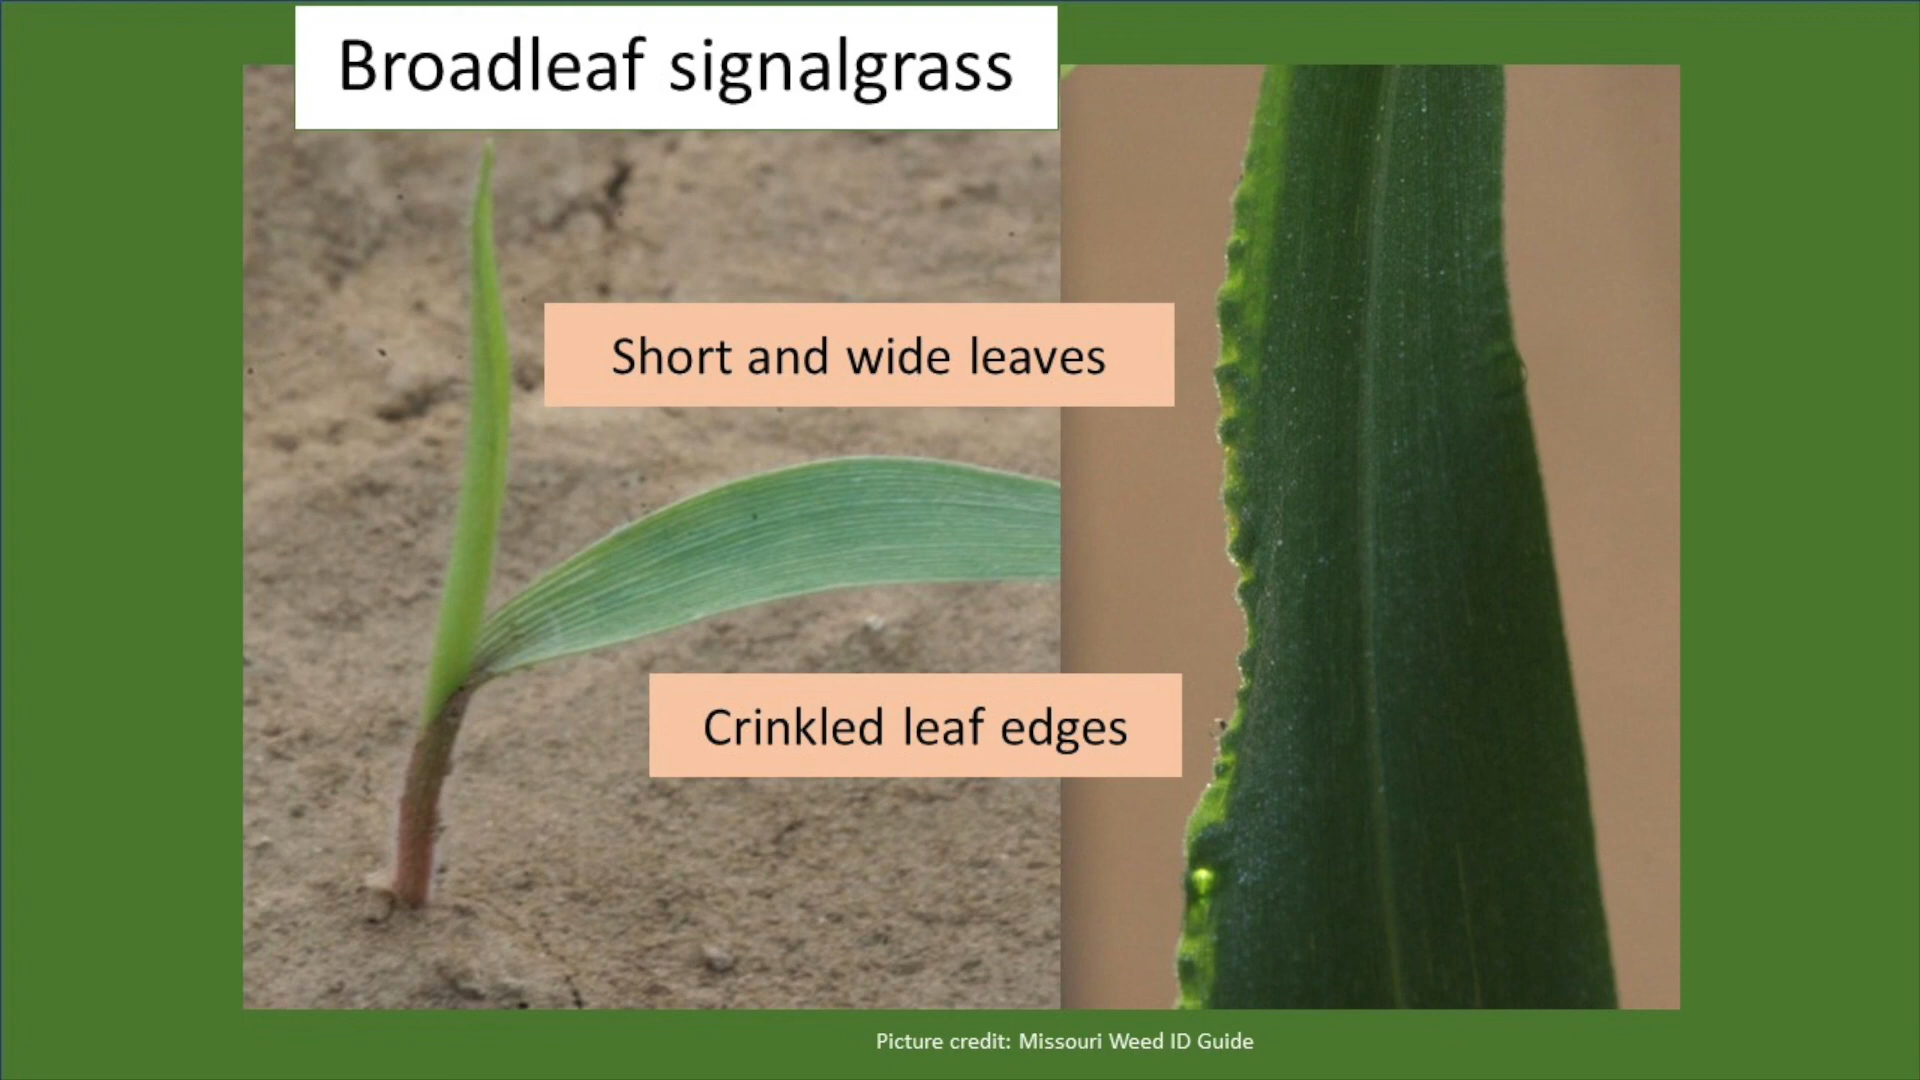 Broadleaf signalgrass
Short and wide leaves
Crinkled leaf edges
Picture credit: Missouri Weed ID Guide